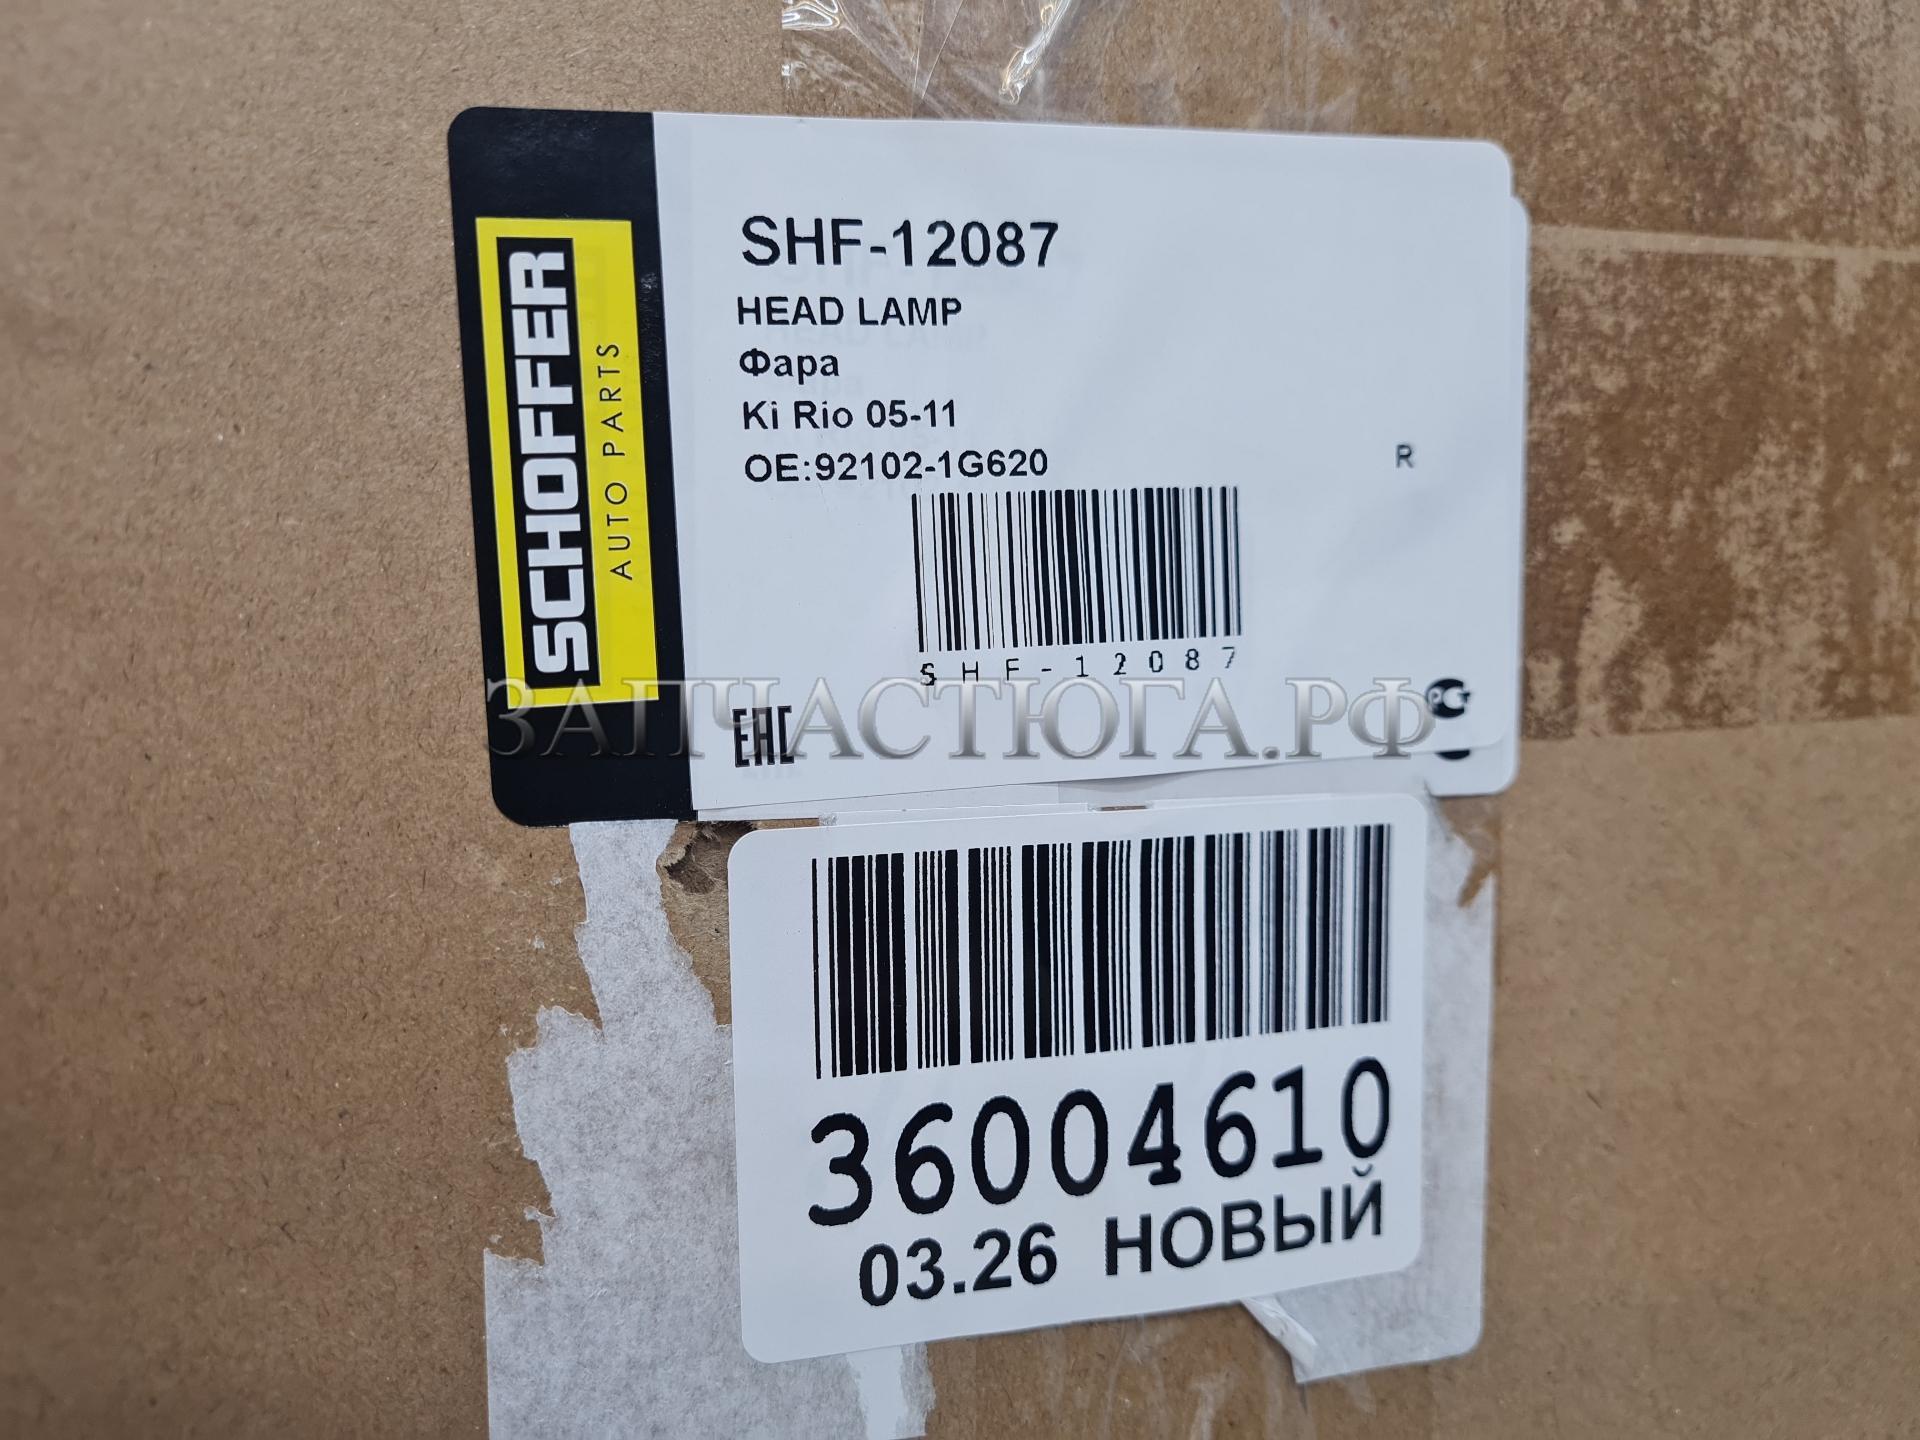 SCHOFFER
AUTO PARTS
SHF-12087
HEAD LAMP
Фара
Ki Rio 05-11
OE:92102-1G620
R
SHF-12087
EAC
ЗАПЧАСТЮГА.РФ
36004610
03.26 НОВЫЙ